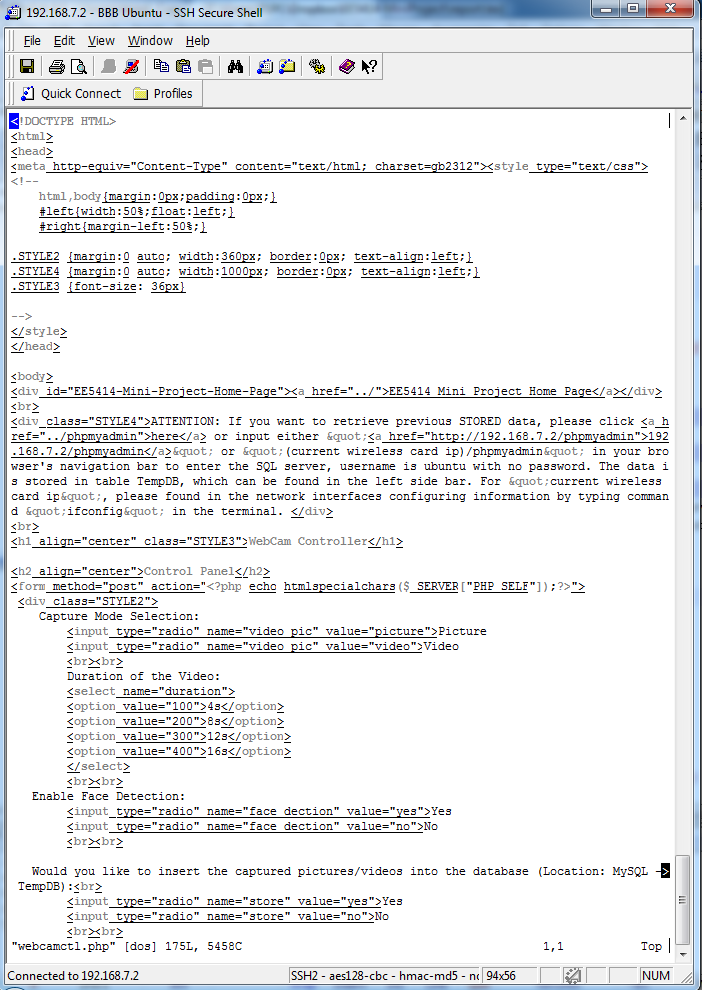 192.168.7.2 - BBB Ubuntu - SSH Secure Shell
File Edit View Window Help
Quick Connect Profiles
<!DOCTYPE HTML>
<html>
<head>
<meta http-equiv="Content-Type" content="text/html; charset=gb2312"><style type="text/css">
<!--
html,body{margin:0px;padding:0px;}
#left{width:50%;float:left;}
#right{margin-left:50%;}
.STYLE2 {margin:0 auto; width:360px; border:0px; text-align:left;}
.STYLE4 {margin:0 auto; width:1000px; border:0px; text-align:left;}
.STYLE3 {font-size: 36px}
-->
</style>
</head>
<body>
<div id="EE5414-Mini-Project-Home-Page"><a href="../">EE5414 Mini Project Home Page</a></div>
<br>
<div class="STYLE4">ATTENTION: If you want to retrieve previous STORED data, please click <a h
ref="../phpmyadmin">here</a> or input either &quot;<a href="http://192.168.7.2/phpmyadmin">192
.168.7.2/phpmyadmin</a>&quot; or &quot;(current wireless card ip)/phpmyadmin&quot; in your bro
wser's navigation bar to enter the SQL server, username is ubuntu with no password. The data i
s stored in table TempDB, which can be found in the left side bar. For &quot;current wireless
card ip&quot;, please found in the network interfaces configuring information by typing comman
d &quot;ifconfig&quot; in the terminal. </div>
<br>
<h1 align="center" class="STYLE3">WebCam Controller</h1>
<h2 align="center">Control Panel</h2>
<form method="post" action="<?php echo htmlspecialchars($_SERVER["PHP_SELF"]);?>">
<div class="STYLE2">
Capture Mode Selection:
<input type="radio" name="video_pic" value="picture">Picture
<input type="radio" name="video_pic" value="video">Video
<br><br>
Duration of the Video:
<select name="duration">
<option value="100">4s</option>
<option value="200">8s</option>
<option value="300">12s</option>
<option value="400">16s</option>
</select>
<br><br>
Enable Face Detection:
<input type="radio" name="face_dection" value="yes">Yes
<input type="radio" name="face_dection" value="no">No
<br><br>
Would you like to insert the captured pictures/videos into the database (Location: MySQL ->
TempDB):<br>
<input type="radio" name="store" value="yes">Yes
<input type="radio" name="store" value="no">No
<br><br>
"webcamctl.php" [dos] 175L, 5458C 1,1 Top
Connected to 192.168.7.2 SSH2 - aes128-cbc - hmac-md5 - 94x56 NUM